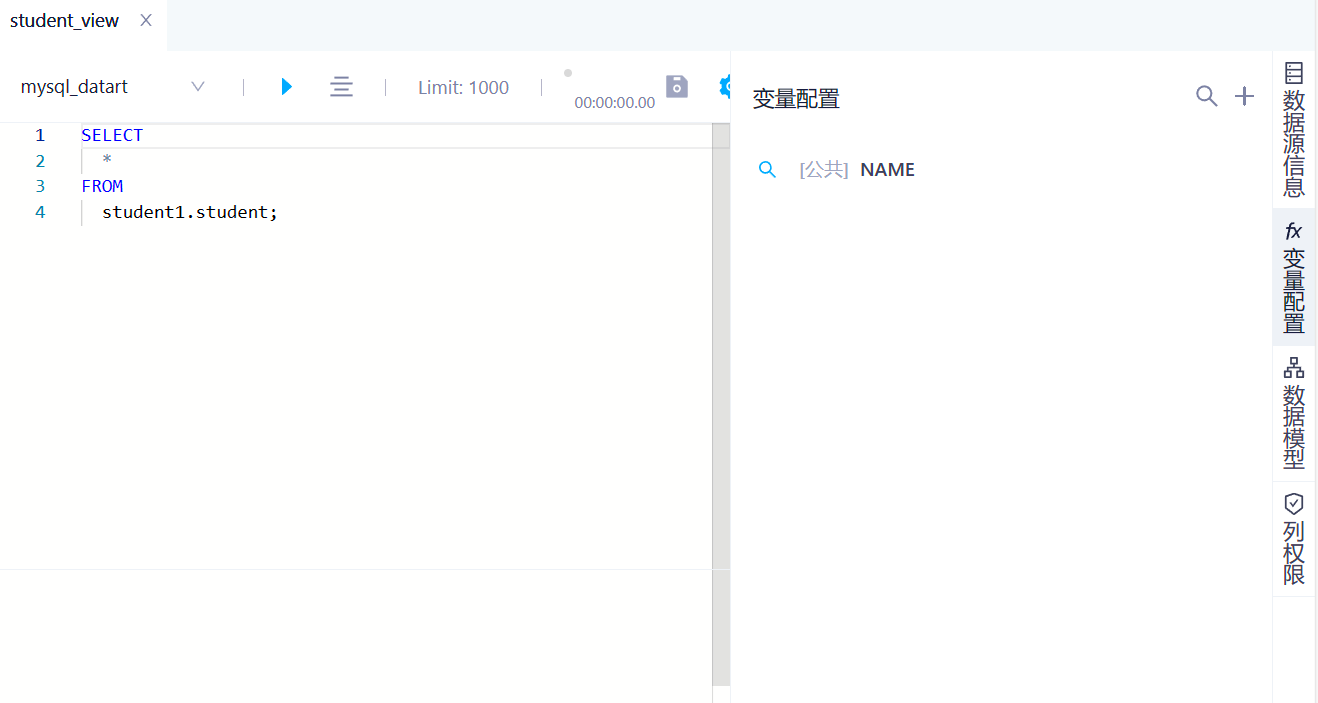 student_view
mysql_datart
Limit: 1000
00:00:00.00
1 SELECT
2 *
3 FROM
4 student1.student;
变量配置
[公共] NAME
数据源信息
fx
变量配置
数据模型
列权限